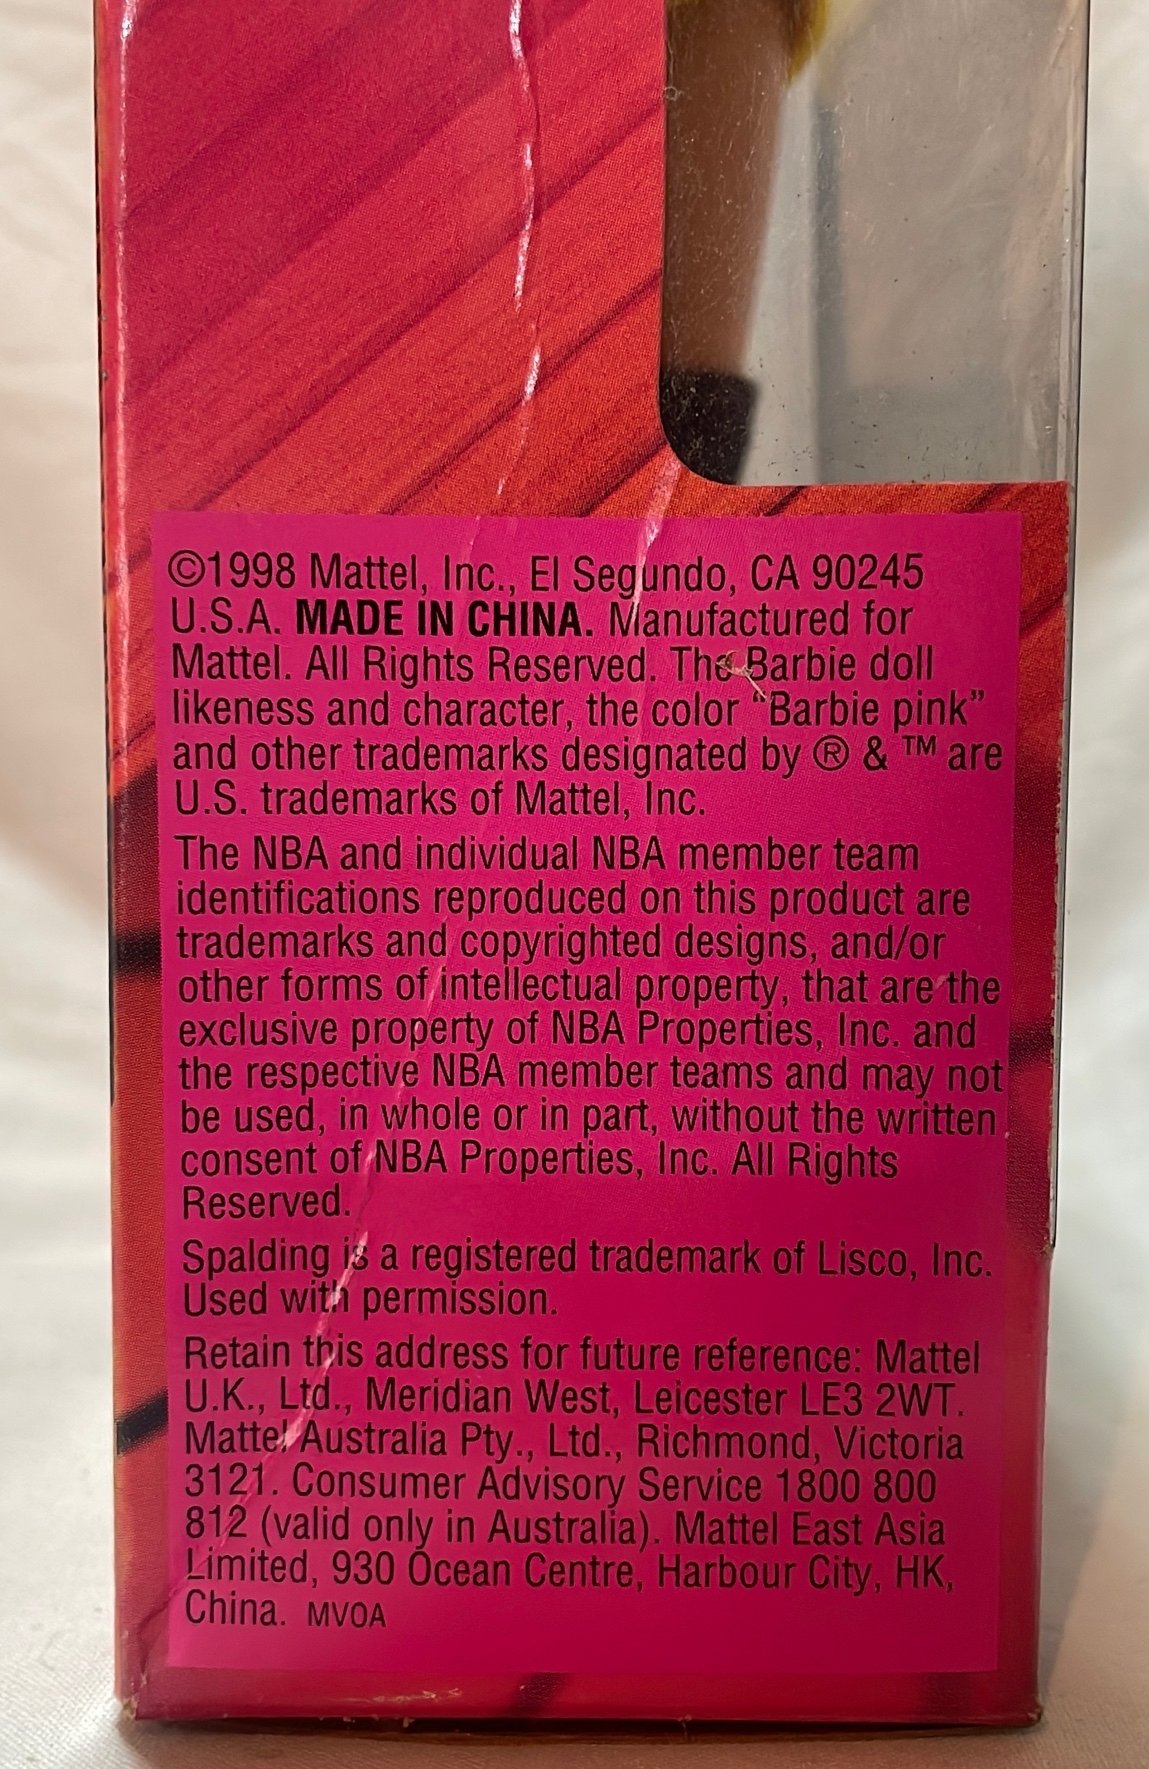 ©1998 Mattel, Inc., El Segundo, CA 90245
U.S.A. MADE IN CHINA. Manufactured for
Mattel. All Rights Reserved. The Barbie doll
likeness and character, the color “Barbie pink”
and other trademarks designated by ® & ™ are
U.S. trademarks of Mattel, Inc.
The NBA and individual NBA member team
identifications reproduced on this product are
trademarks and copyrighted designs, and/or
other forms of intellectual property, that are the
exclusive property of NBA Properties, Inc. and
the respective NBA member teams and may not
be used, in whole or in part, without the written
consent of NBA Properties, Inc. All Rights
Reserved.
Spalding is a registered trademark of Lisco, Inc.
Used with permission.
Retain this address for future reference: Mattel
U.K., Ltd., Meridian West, Leicester LE3 2WT.
Mattel Australia Pty., Ltd., Richmond, Victoria
3121. Consumer Advisory Service 1800 800
812 (valid only in Australia). Mattel East Asia
Limited, 930 Ocean Centre, Harbour City, HK,
China. MVOA